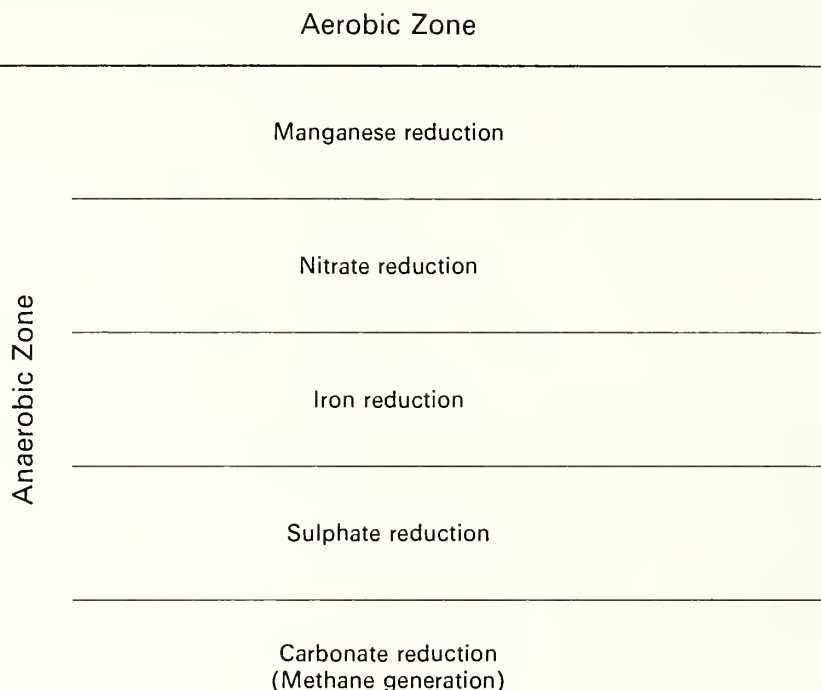 Aerobic Zone
Manganese reduction
Nitrate reduction
Anaerobic Zone
Iron reduction
Sulphate reduction
Carbonate reduction
(Methane generation)